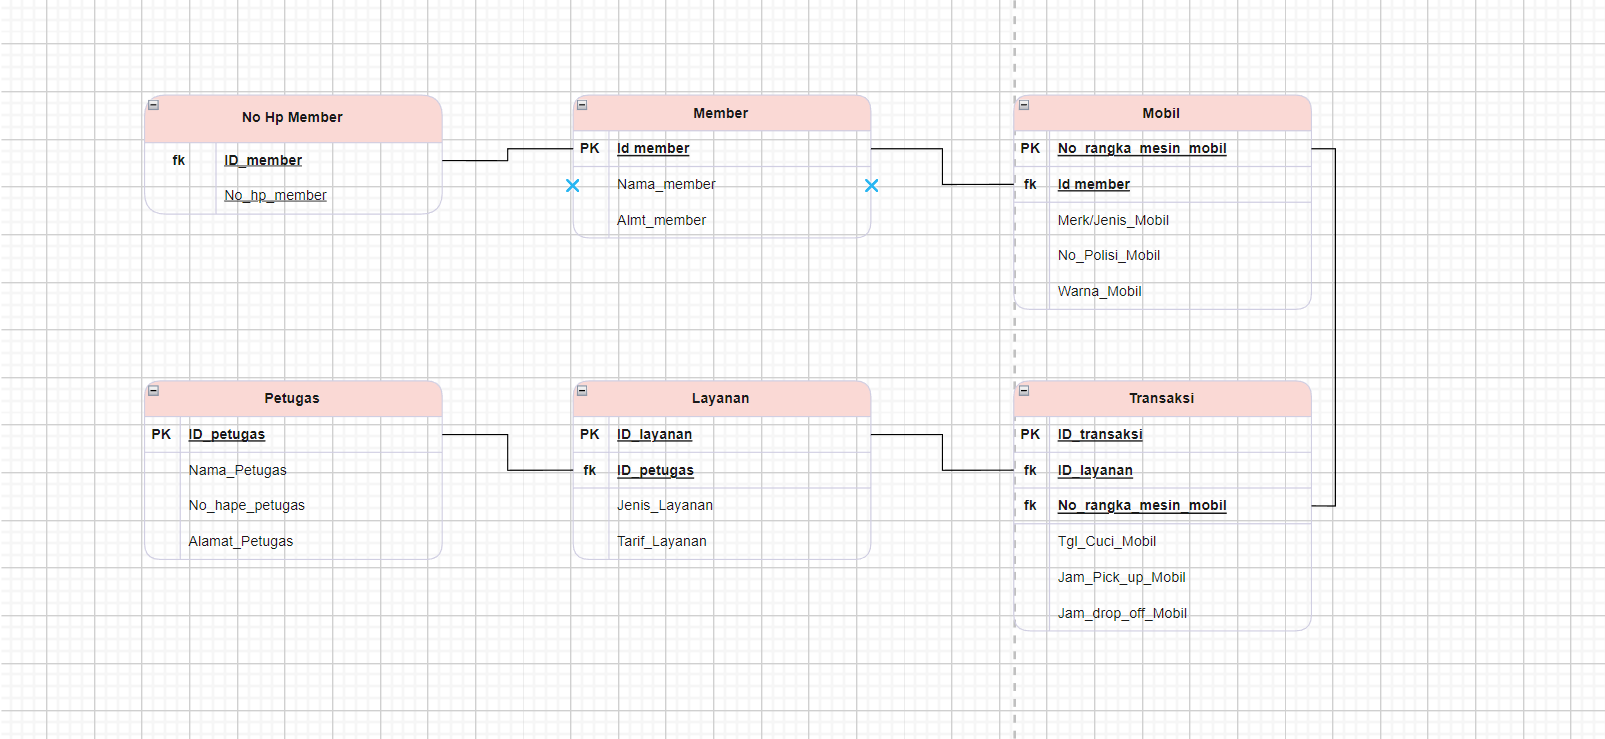 No Hp Member
fk ID_member
No_hp_member
Member
PK Id member
Nama_member
Almt_member
Mobil
PK No_rangka_mesin_mobil
fk Id member
Merk/Jenis_Mobil
No_Polisi_Mobil
Warna_Mobil
Petugas
PK ID_petugas
Nama_Petugas
No_hape_petugas
Alamat_Petugas
Layanan
PK ID_layanan
fk ID_petugas
Jenis_Layanan
Tarif_Layanan
Transaksi
PK ID_transaksi
fk ID_layanan
fk No_rangka_mesin_mobil
Tgl_Cuci_Mobil
Jam_Pick_up_Mobil
Jam_drop_off_Mobil